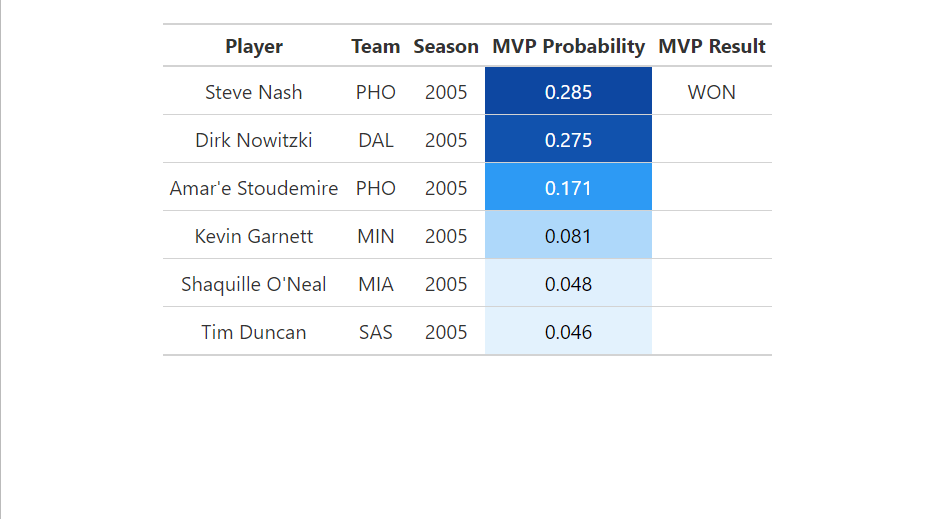 Player Team Season MVP Probability MVP Result
Steve Nash PHO 2005 0.285 WON
Dirk Nowitzki DAL 2005 0.275
Amar'e Stoudemire PHO 2005 0.171
Kevin Garnett MIN 2005 0.081
Shaquille O'Neal MIA 2005 0.048
Tim Duncan SAS 2005 0.046